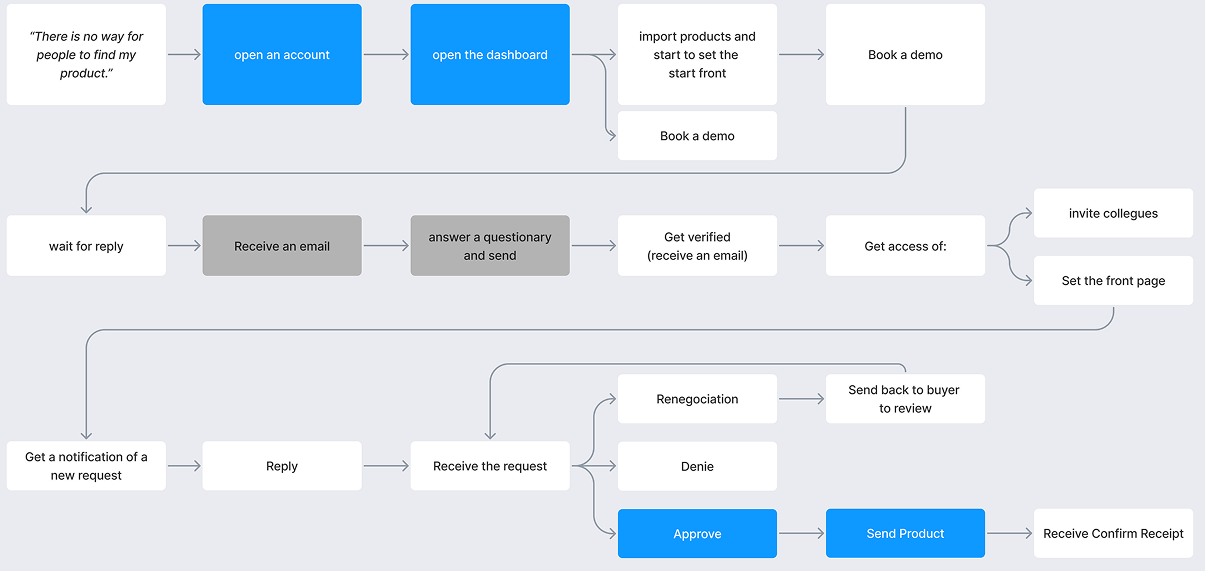 “There is no way for
people to find my
product.”
open an account
open the dashboard
import products and
start to set the
start front
Book a demo
Book a demo
wait for reply
Receive an email
answer a questionary
and send
Get verified
(receive an email)
Get access of:
invite collegues
Set the front page
Get a notification of a
new request
Reply
Receive the request
Renegociation
Send back to buyer
to review
Denie
Approve
Send Product
Receive Confirm Receipt